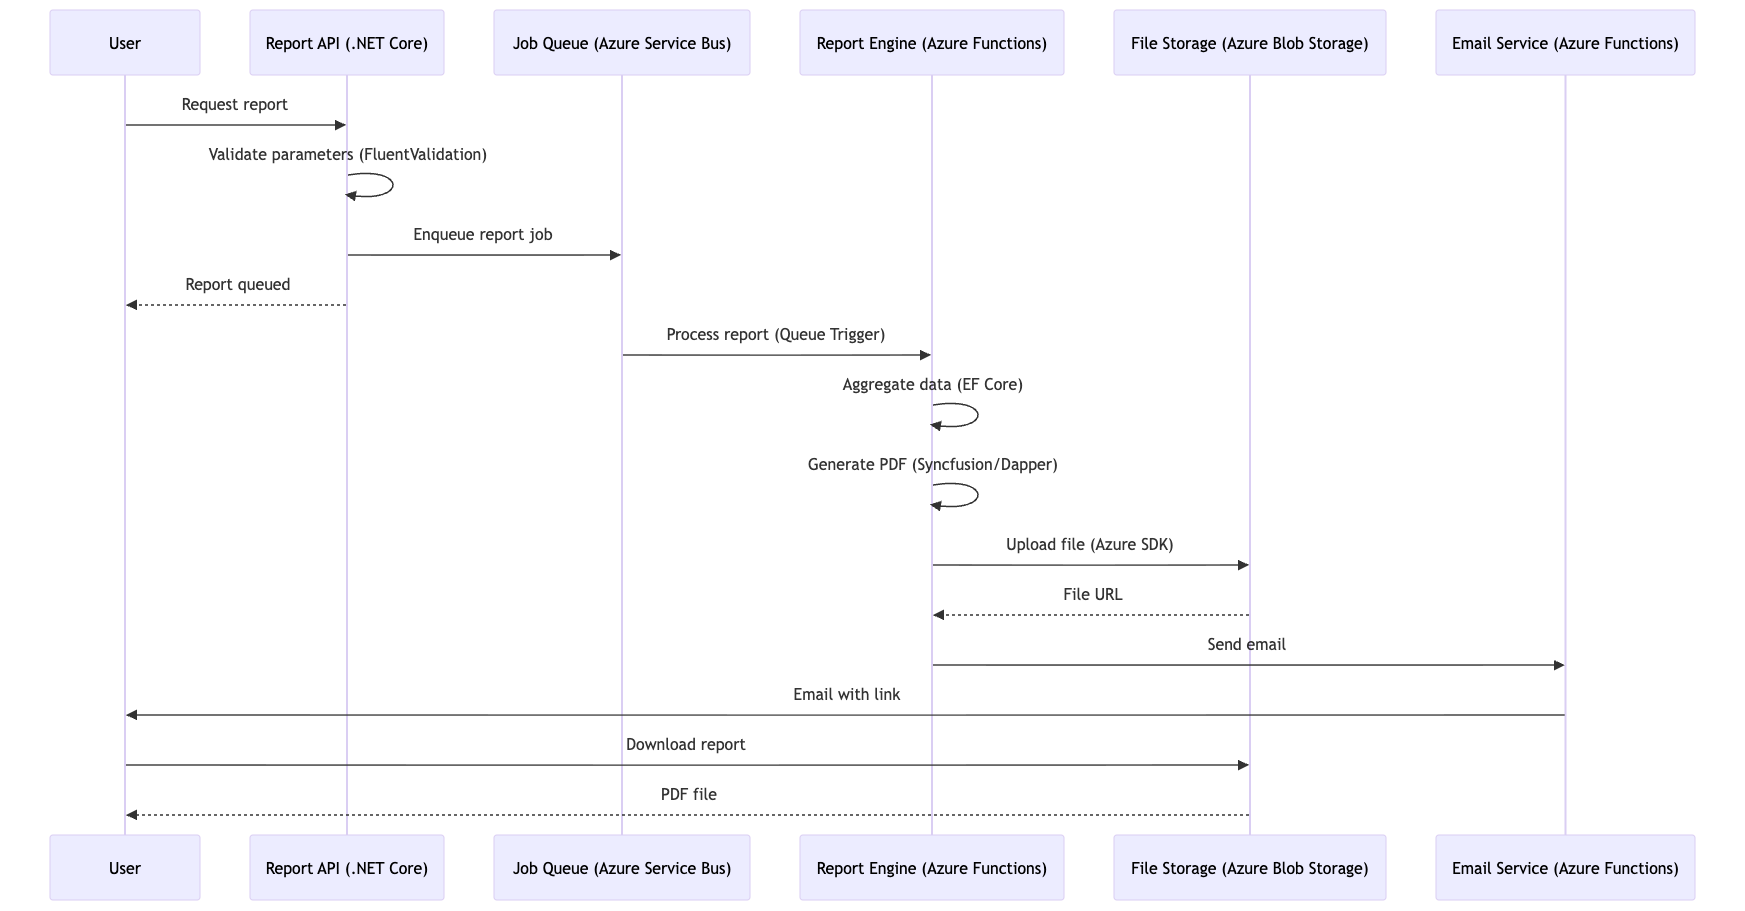 User
Report API (.NET Core)
Job Queue (Azure Service Bus)
Report Engine (Azure Functions)
File Storage (Azure Blob Storage)
Email Service (Azure Functions)
Request report
Validate parameters (FluentValidation)
Enqueue report job
Report queued
Process report (Queue Trigger)
Aggregate data (EF Core)
Generate PDF (Syncfusion/Dapper)
Upload file (Azure SDK)
File URL
Send email
Email with link
Download report
PDF file
User
Report API (.NET Core)
Job Queue (Azure Service Bus)
Report Engine (Azure Functions)
File Storage (Azure Blob Storage)
Email Service (Azure Functions)